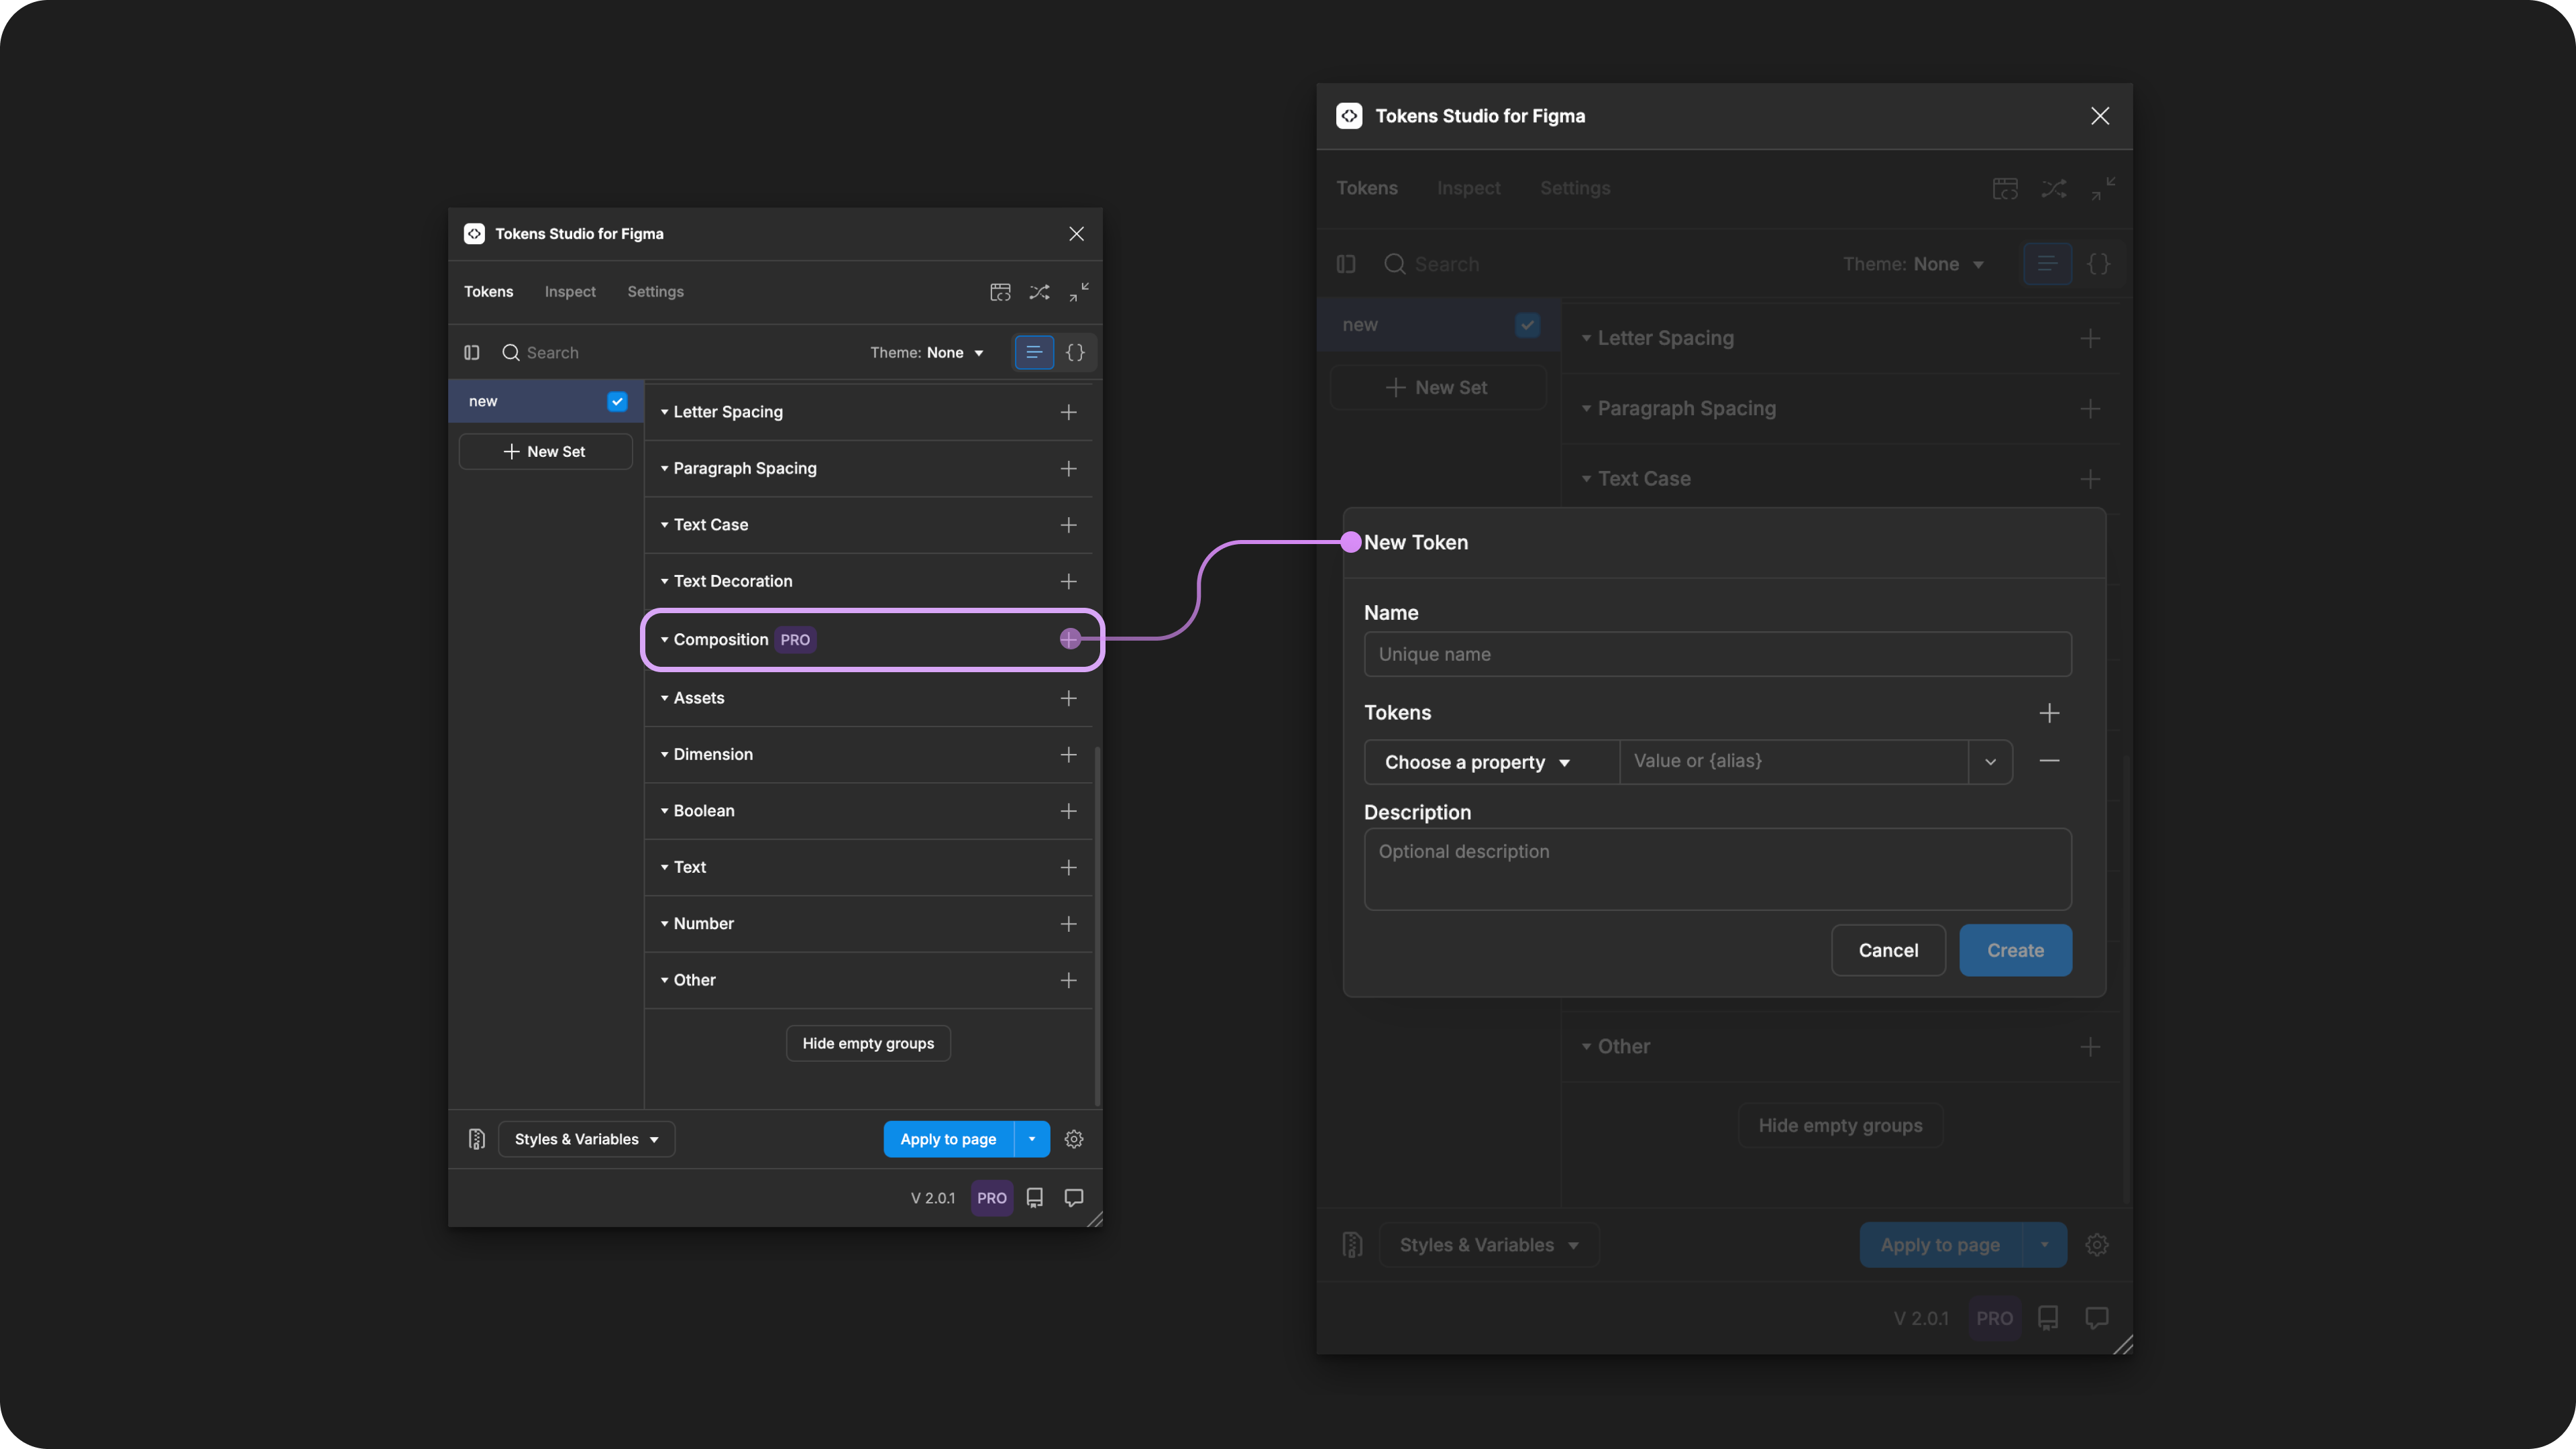 Tokens Studio for Figma
Tokens Inspect Settings
Search Theme: None {}
new
New Set
Letter Spacing
Paragraph Spacing
Text Case
Text Decoration
Composition PRO
Assets
Dimension
Boolean
Text
Number
Other
Hide empty groups
Styles & Variables Apply to page
V 2.0.1 PRO
Tokens Studio for Figma
Tokens Inspect Settings
Search Theme: None {}
new
New Set
Letter Spacing
Paragraph Spacing
Text Case
New Token
Name
Unique name
Tokens
Choose a property Value or {alias}
Description
Optional description
Cancel Create
Other
Hide empty groups
Styles & Variables Apply to page
V 2.0.1 PRO